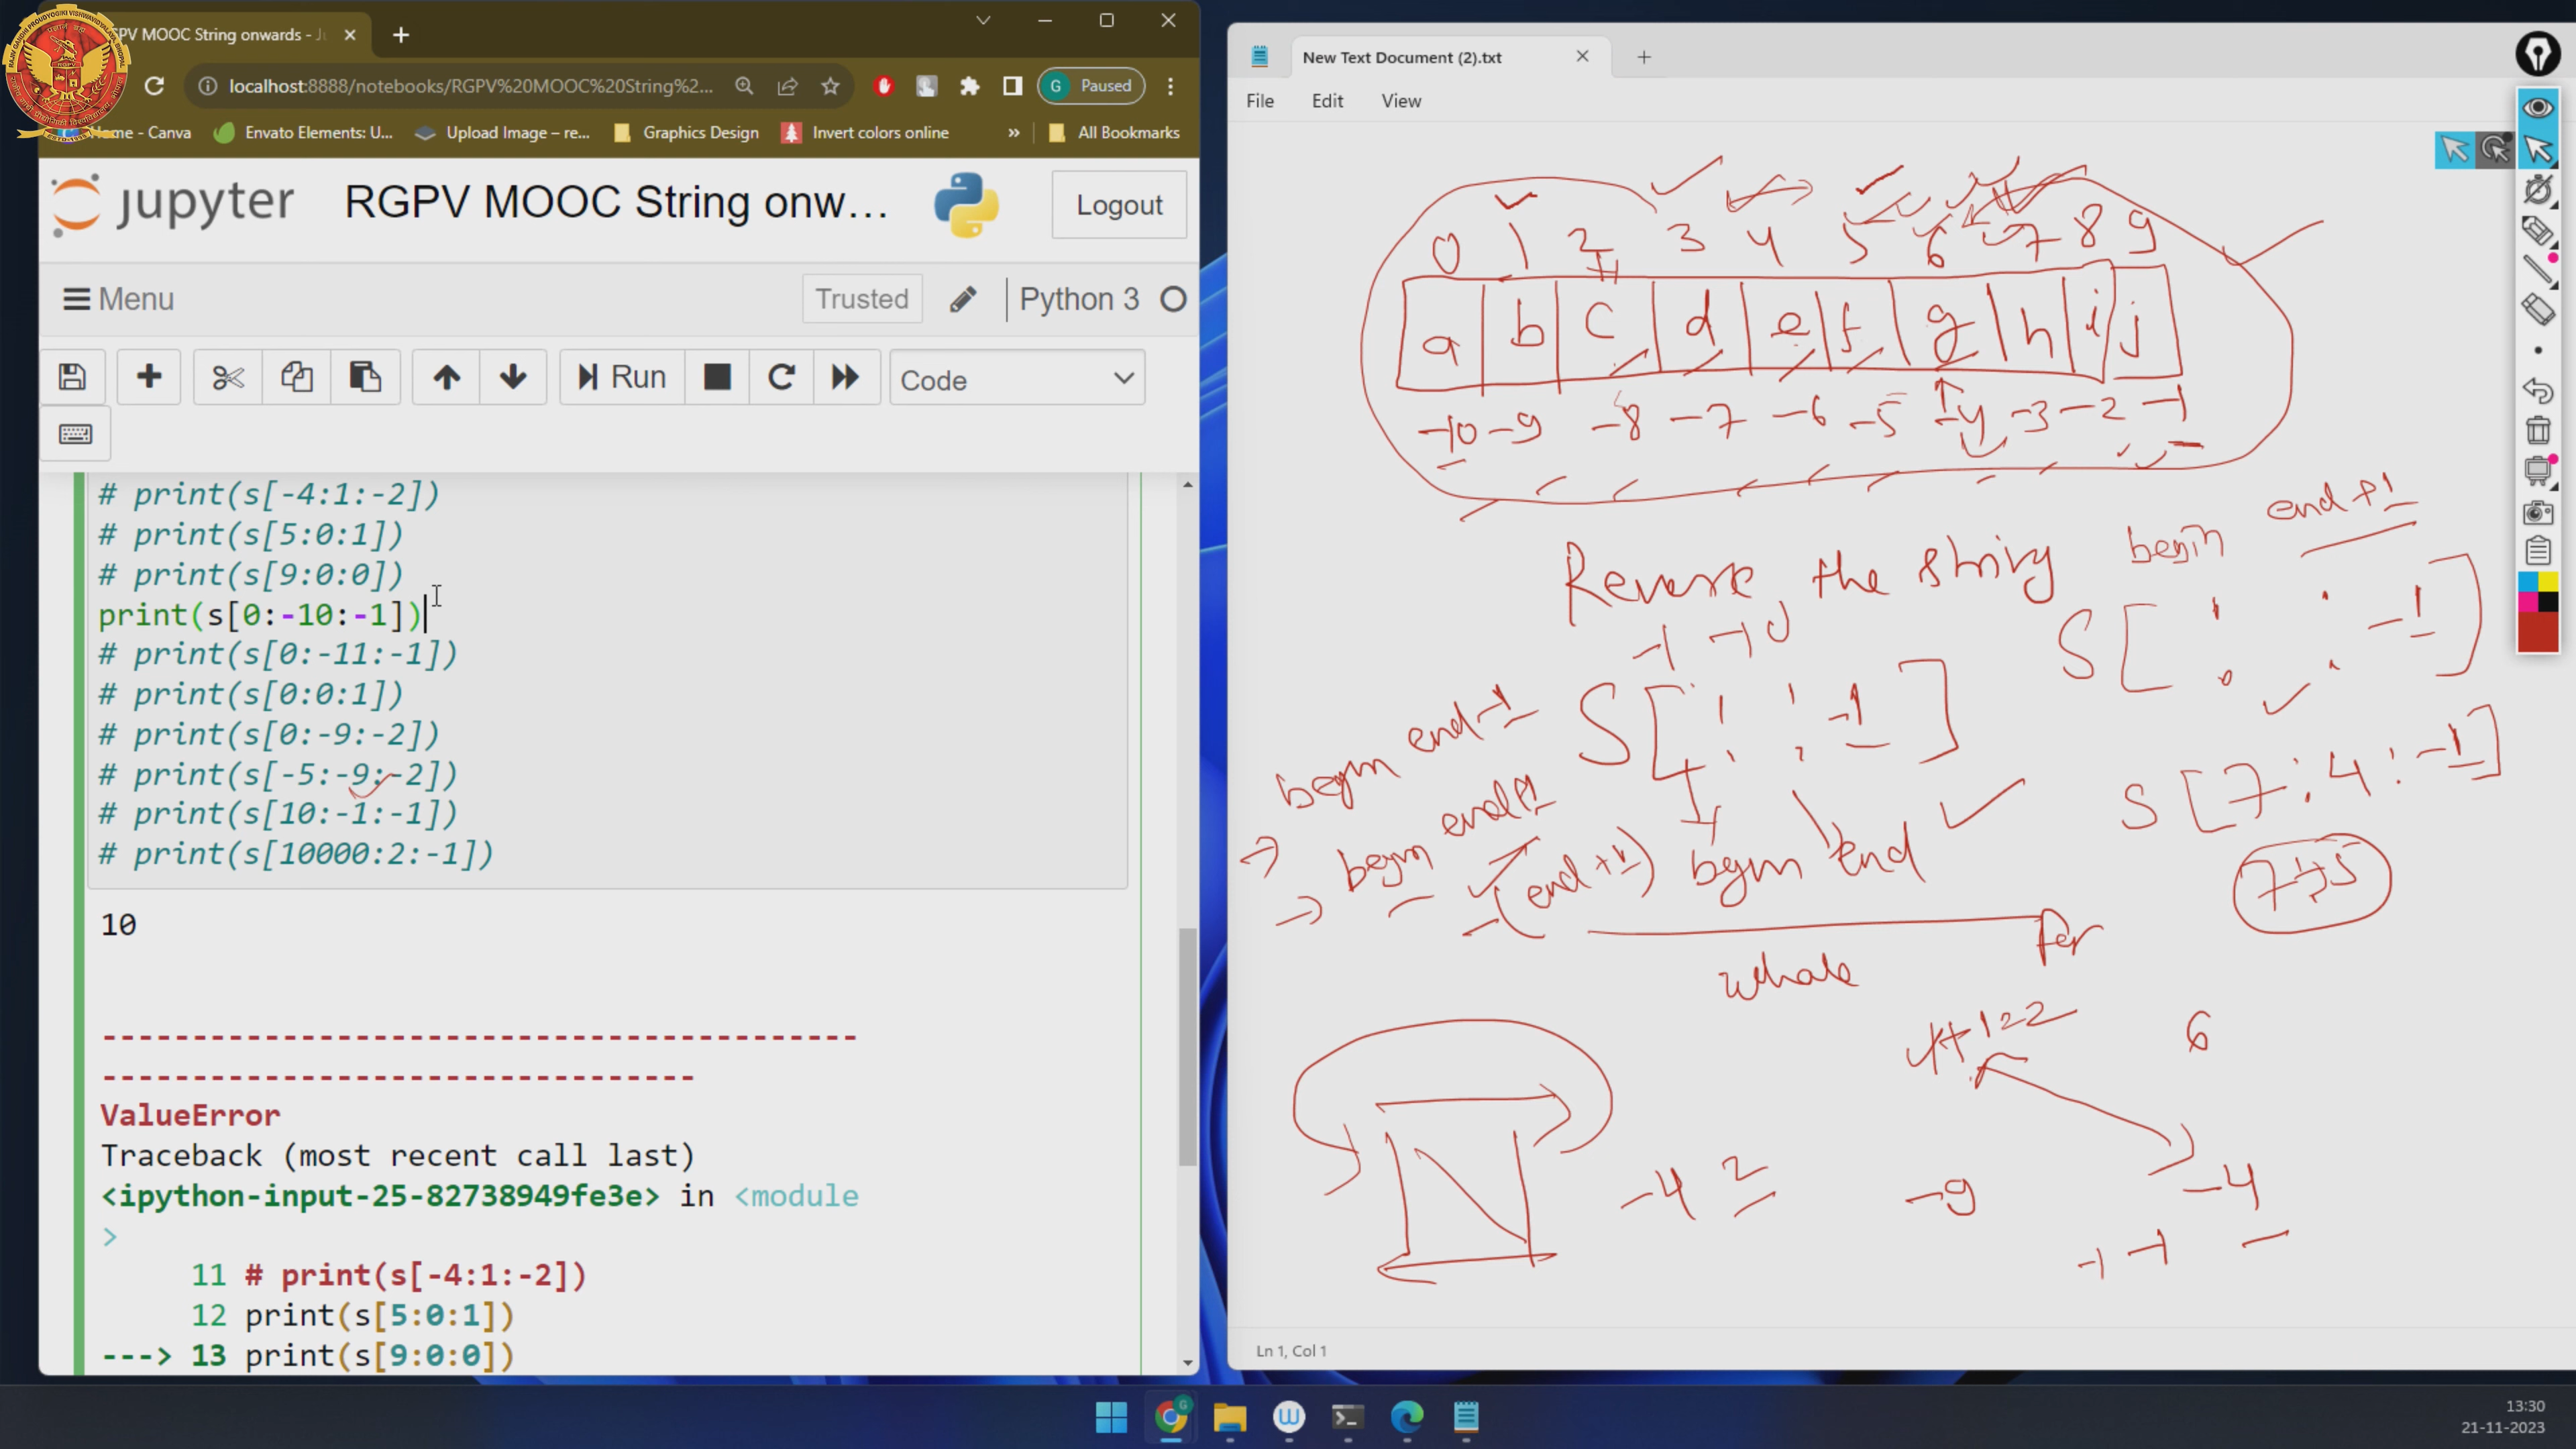 PV MOOC String onwards - Ju
localhost:8888/notebooks/RGPV%20MOOC%20String%2...
G Paused
Home - Canva
Envato Elements: U...
Upload Image – re...
Graphics Design
Invert colors online
»
All Bookmarks
jupyter
RGPV MOOC String onw...
Logout
Menu
Trusted
Python 3
Run
Code
# print(s[-4:1:-2])
# print(s[5:0:1])
# print(s[9:0:0])
print(s[0:-10:-1])
# print(s[0:-11:-1])
# print(s[0:0:1])
# print(s[0:-9:-2])
# print(s[-5:-9:-2])
# print(s[10:-1:-1])
# print(s[10000:2:-1])
10
-----------------------------------------
---------------------------------
ValueError
Traceback (most recent call last)
<ipython-input-25-82738949fe3e> in <module
>
11 # print(s[-4:1:-2])
12 print(s[5:0:1])
---> 13 print(s[9:0:0])
New Text Document (2).txt
File Edit View
0 1 2 3 4 5 6 7 8 9
a b c d e f g h i j
-10 -9 -8 -7 -6 -5 -4 -3 -2 -1
Reverse the string
begin end+1
S[ : : -1]
-1 -10
S[ : : -1]
begin end-1
begin end+1
(end+1)
begin end
S[7:4:-1]
7→5
whole
for
6
N
-4 2
-9
-4
-1 -1
Ln 1, Col 1
13:30
21-11-2023